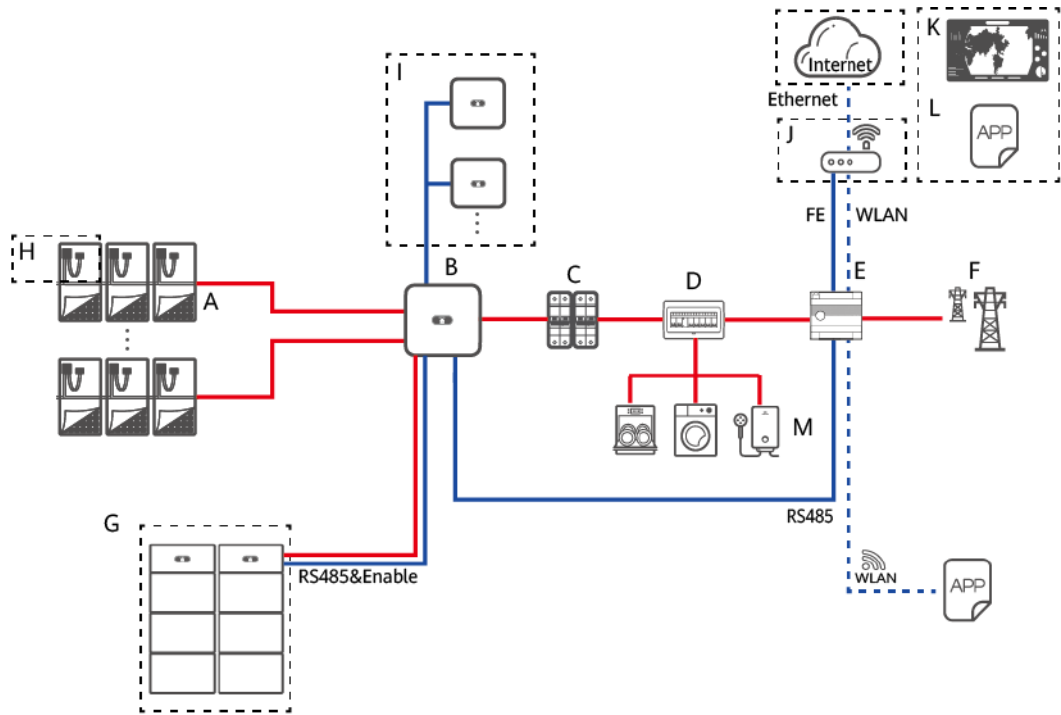 K
I
Internet
Ethernet
L
J
APP
FE
WLAN
H
B
C
D
E
F
A
M
G
RS485
RS485&Enable
WLAN
APP